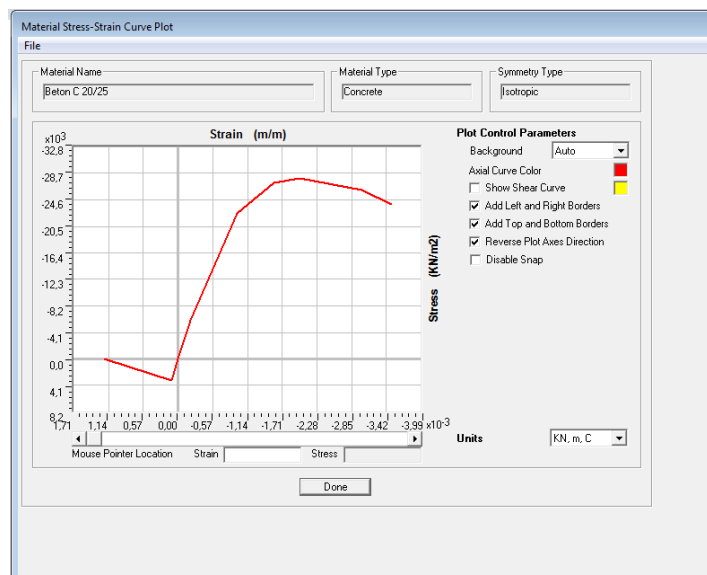 Material Stress-Strain Curve Plot
File
Material Name
Beton C 20/25
Material Type
Concrete
Symmetry Type
Isotropic
Strain (m/m)
x10³
-32,8
-28,7
-24,6
-20,5
-16,4
-12,3
-8,2
-4,1
0,0
4,1
8,2
1,71 1,14 0,57 0,00 -0,57 -1,14 -1,71 -2,28 -2,85 -3,42 -3,99 x10⁻³
Stress (KN/m2)
Mouse Pointer Location Strain Stress
Plot Control Parameters
Background Auto
Axial Curve Color
Show Shear Curve
Add Left and Right Borders
Add Top and Bottom Borders
Reverse Plot Axes Direction
Disable Snap
Units KN, m, C
Done